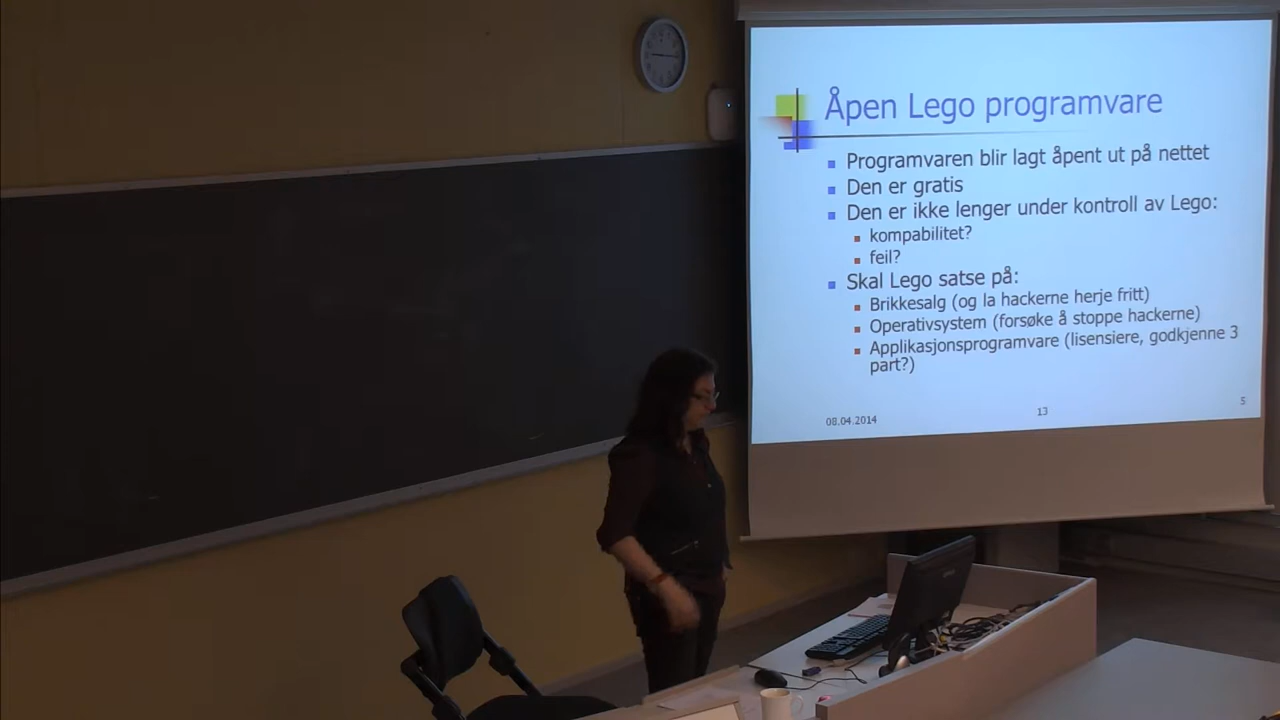 Åpen Lego programvare
Programvaren blir lagt åpent ut på nettet
Den er gratis
Den er ikke lenger under kontroll av Lego:
kompabilitet?
feil?
Skal Lego satse på:
Brikkesalg (og la hackerne herje fritt)
Operativsystem (forsøke å stoppe hackerne)
Applikasjonsprogramvare (lisensiere, godkjenne 3
part?)
08.04.2014
13
5